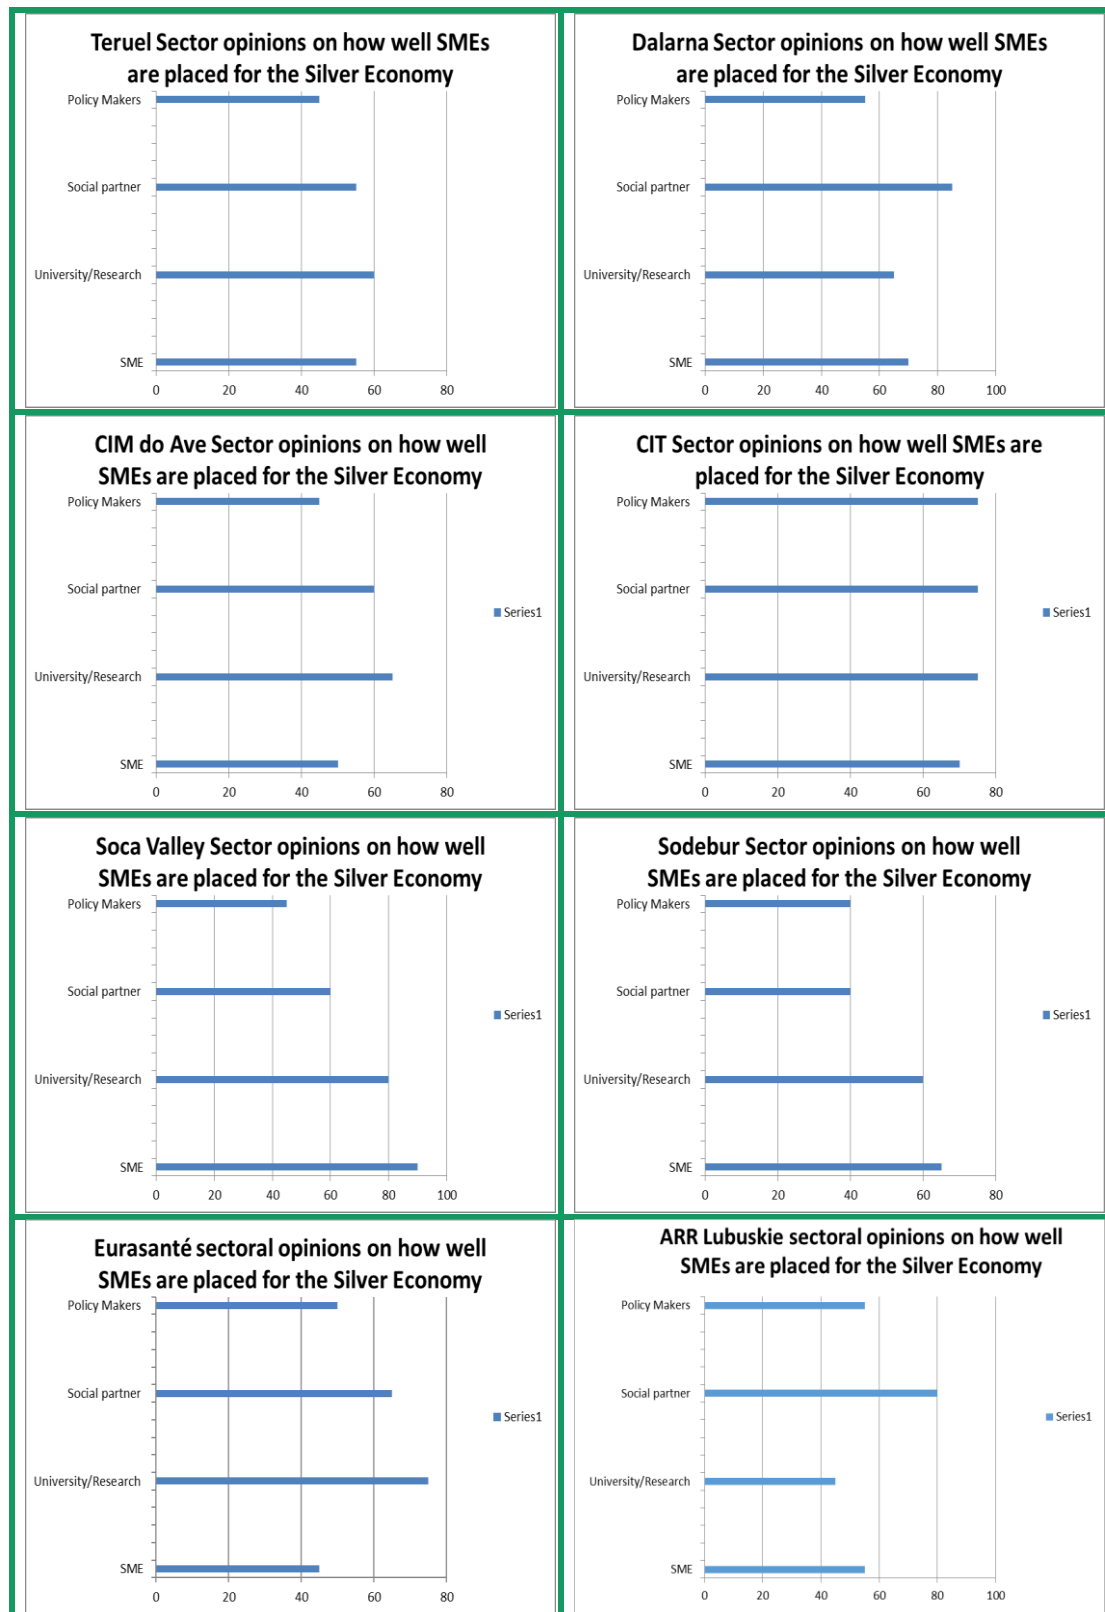 Teruel Sector opinions on how well SMEs
are placed for the Silver Economy
Policy Makers
Social partner
University/Research
SME
0 20 40 60 80
Dalarna Sector opinions on how well SMEs
are placed for the Silver Economy
Policy Makers
Social partner
University/Research
SME
0 20 40 60 80 100
CIM do Ave Sector opinions on how well
SMEs are placed for the Silver Economy
Policy Makers
Social partner
Series1
University/Research
SME
0 20 40 60 80
CIT Sector opinions on how well SMEs are
placed for the Silver Economy
Policy Makers
Social partner
Series1
University/Research
SME
0 20 40 60 80
Soca Valley Sector opinions on how well
SMEs are placed for the Silver Economy
Policy Makers
Social partner
Series1
University/Research
SME
0 20 40 60 80 100
Sodebur Sector opinions on how well
SMEs are placed for the Silver Economy
Policy Makers
Social partner
Series1
University/Research
SME
0 20 40 60 80
Eurasanté sectoral opinions on how well
SMEs are placed for the Silver Economy
Policy Makers
Social partner
Series1
University/Research
SME
0 20 40 60 80
ARR Lubuskie sectoral opinions on how well
SMEs are placed for the Silver Economy
Policy Makers
Social partner
Series1
University/Research
SME
0 20 40 60 80 100